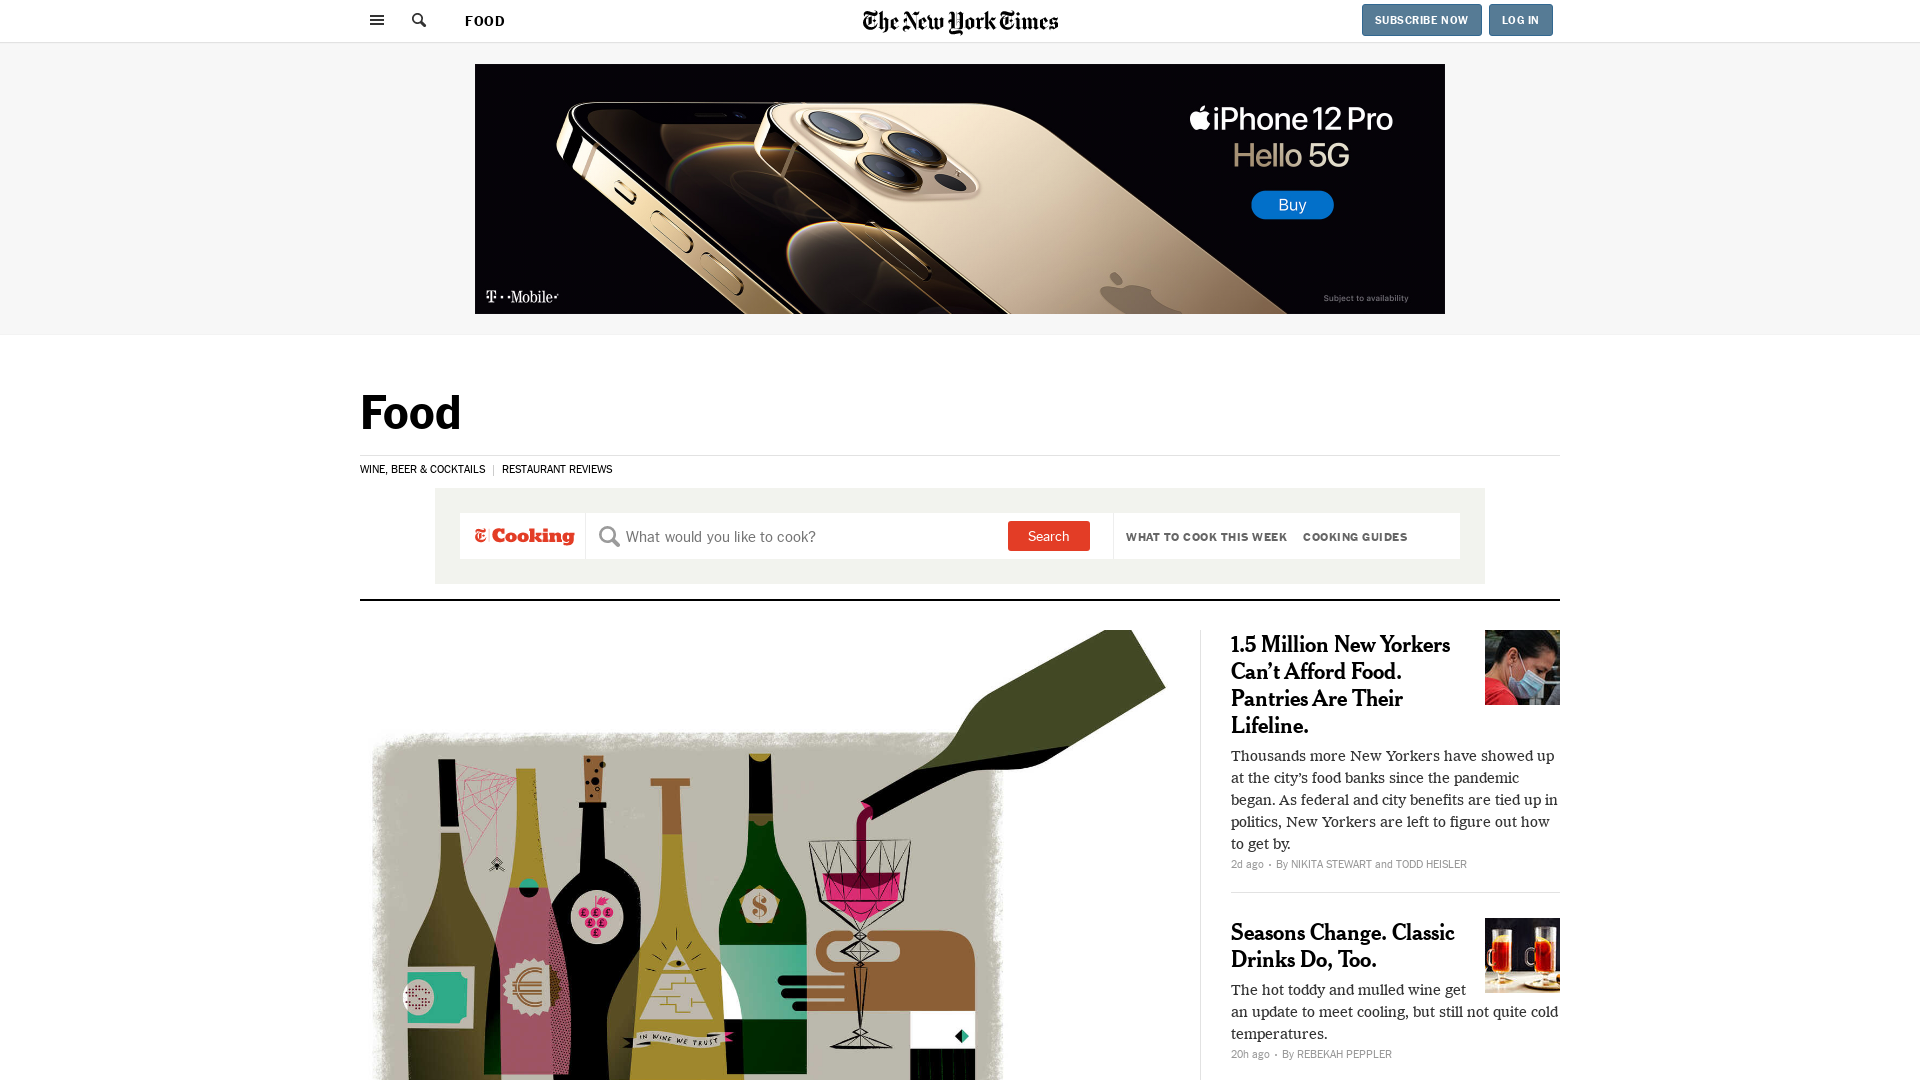 FOOD
The New York Times
SUBSCRIBE NOW
LOG IN
iPhone 12 Pro
Hello 5G
Buy
T··Mobile·
Subject to availability
Food
WINE, BEER & COCKTAILS
RESTAURANT REVIEWS
T Cooking
What would you like to cook?
Search
WHAT TO COOK THIS WEEK
COOKING GUIDES
1.5 Million New Yorkers
Can’t Afford Food.
Pantries Are Their
Lifeline.
Thousands more New Yorkers have showed up
at the city’s food banks since the pandemic
began. As federal and city benefits are tied up in
politics, New Yorkers are left to figure out how
to get by.
2d ago · By NIKITA STEWART and TODD HEISLER
$
£ £ £
£ £
£
€
IN WINE WE TRUST
Seasons Change. Classic
Drinks Do, Too.
The hot toddy and mulled wine get
an update to meet cooling, but still not quite cold
temperatures.
20h ago · By REBEKAH PEPPLER